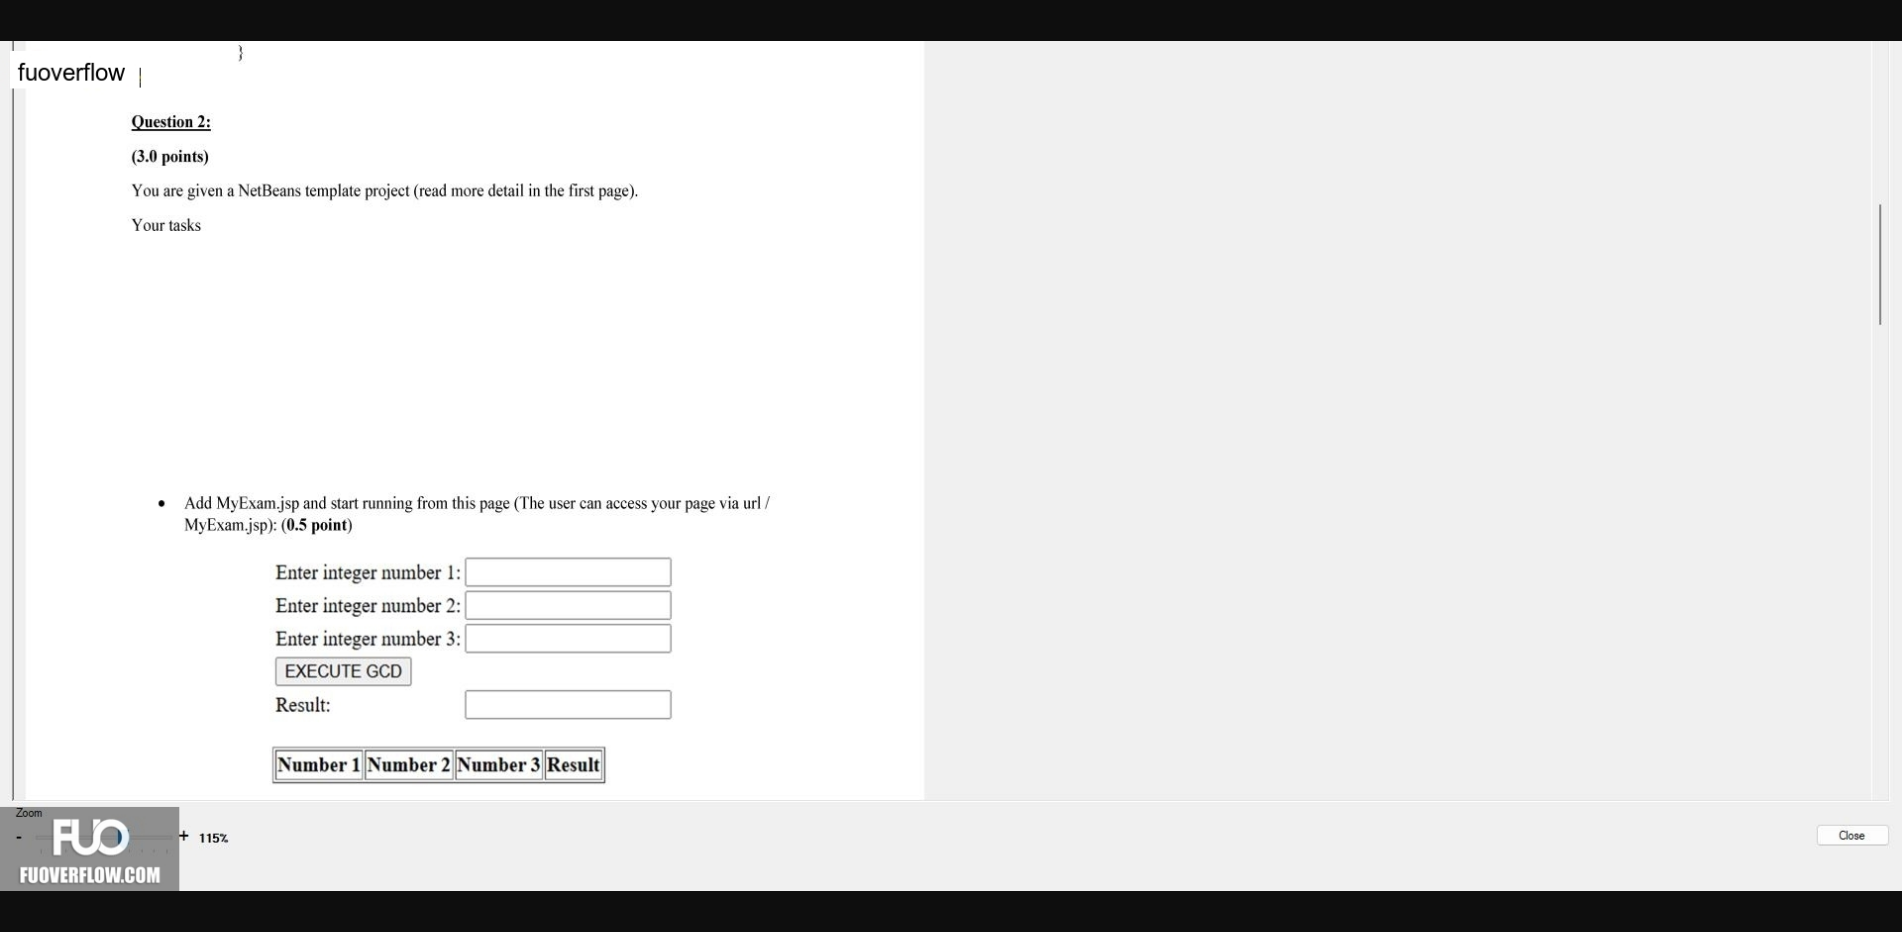 }
fuoverflow
Question 2:
(3.0 points)
You are given a NetBeans template project (read more detail in the first page).
Your tasks
• Add MyExam.jsp and start running from this page (The user can access your page via url /
MyExam.jsp): (0.5 point)
Enter integer number 1:
Enter integer number 2:
Enter integer number 3:
EXECUTE GCD
Result:
Number 1 Number 2 Number 3 Result
Zoom
- + 115%
Close
FUO
FUOVERFLOW.COM